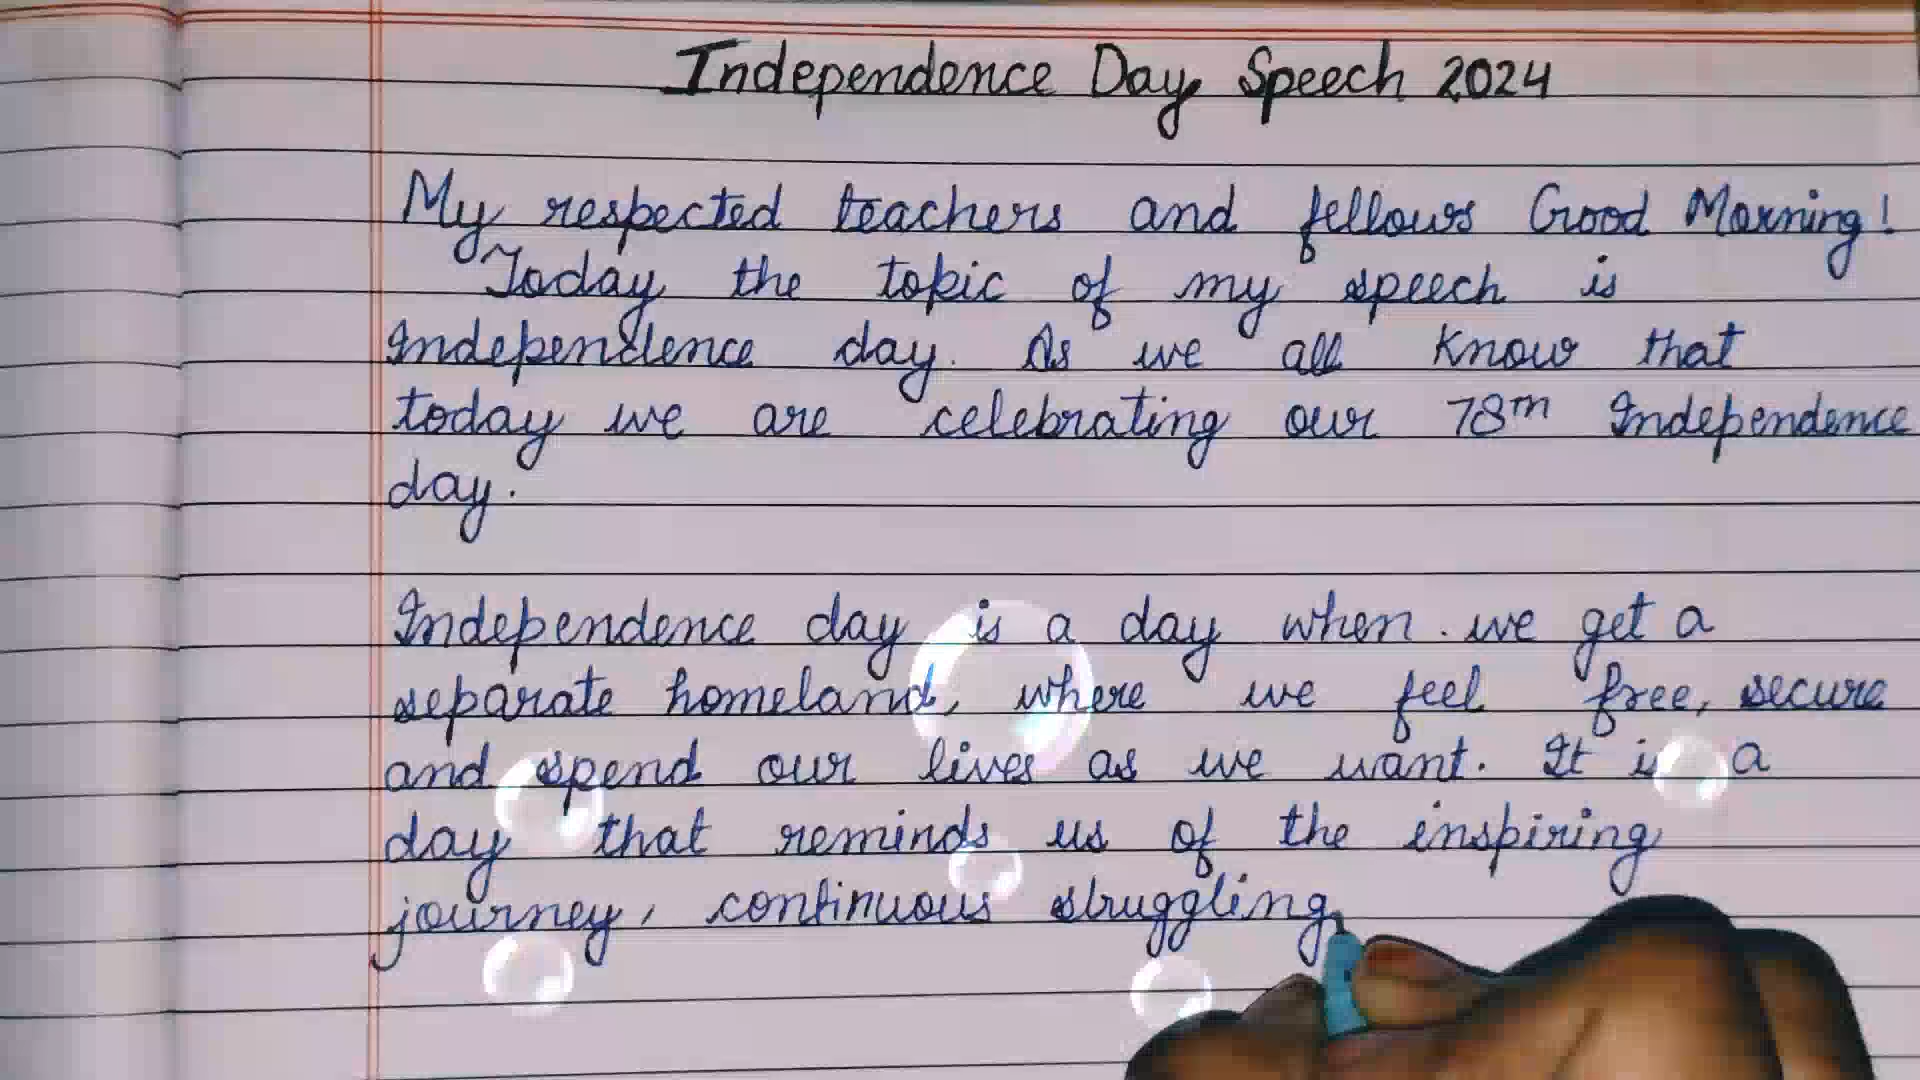 Independence Day Speech 2024
My respected teachers and fellows Good Morning!
Today the topic of my speech is
Independence day. As we all know that
today we are celebrating our 78th Independence
day.
Independence day is a day when. we get a
separate homeland, where we feel free, secure
and spend our lives as we want. It is a
day that reminds us of the inspiring
journey, continuous struggling